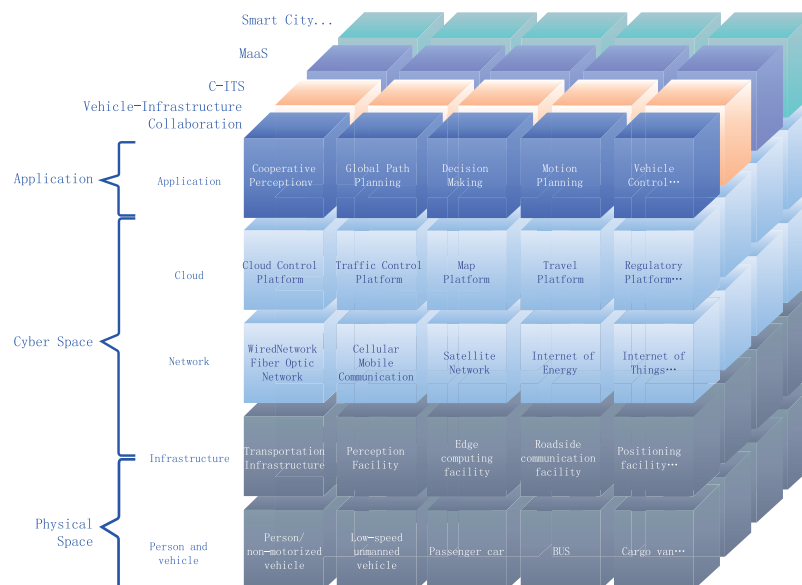 Smart City...
MaaS
C-ITS
Vehicle-Infrastructure
Collaboration
Application
Application
Cooperative
Perceptionv
Global Path
Planning
Decision
Making
Motion
Planning
Vehicle
Control…
Cyber Space
Cloud
Cloud Control
Platform
Traffic Control
Platform
Map
Platform
Travel
Platform
Regulatory
Platform…
Network
WiredNetwork
Fiber Optic
Network
Cellular
Mobile
Communication
Satellite
Network
Internet of
Energy
Internet of
Things…
Infrastructure
Transportation
Infrastructure
Perception
Facility
Edge
computing
facility
Roadside
communication
facility
Positioning
facility…
Physical
Space
Person and
vehicle
Person/
non-motorized
vehicle
Low-speed
unmanned
vehicle
Passenger car
BUS
Cargo van…